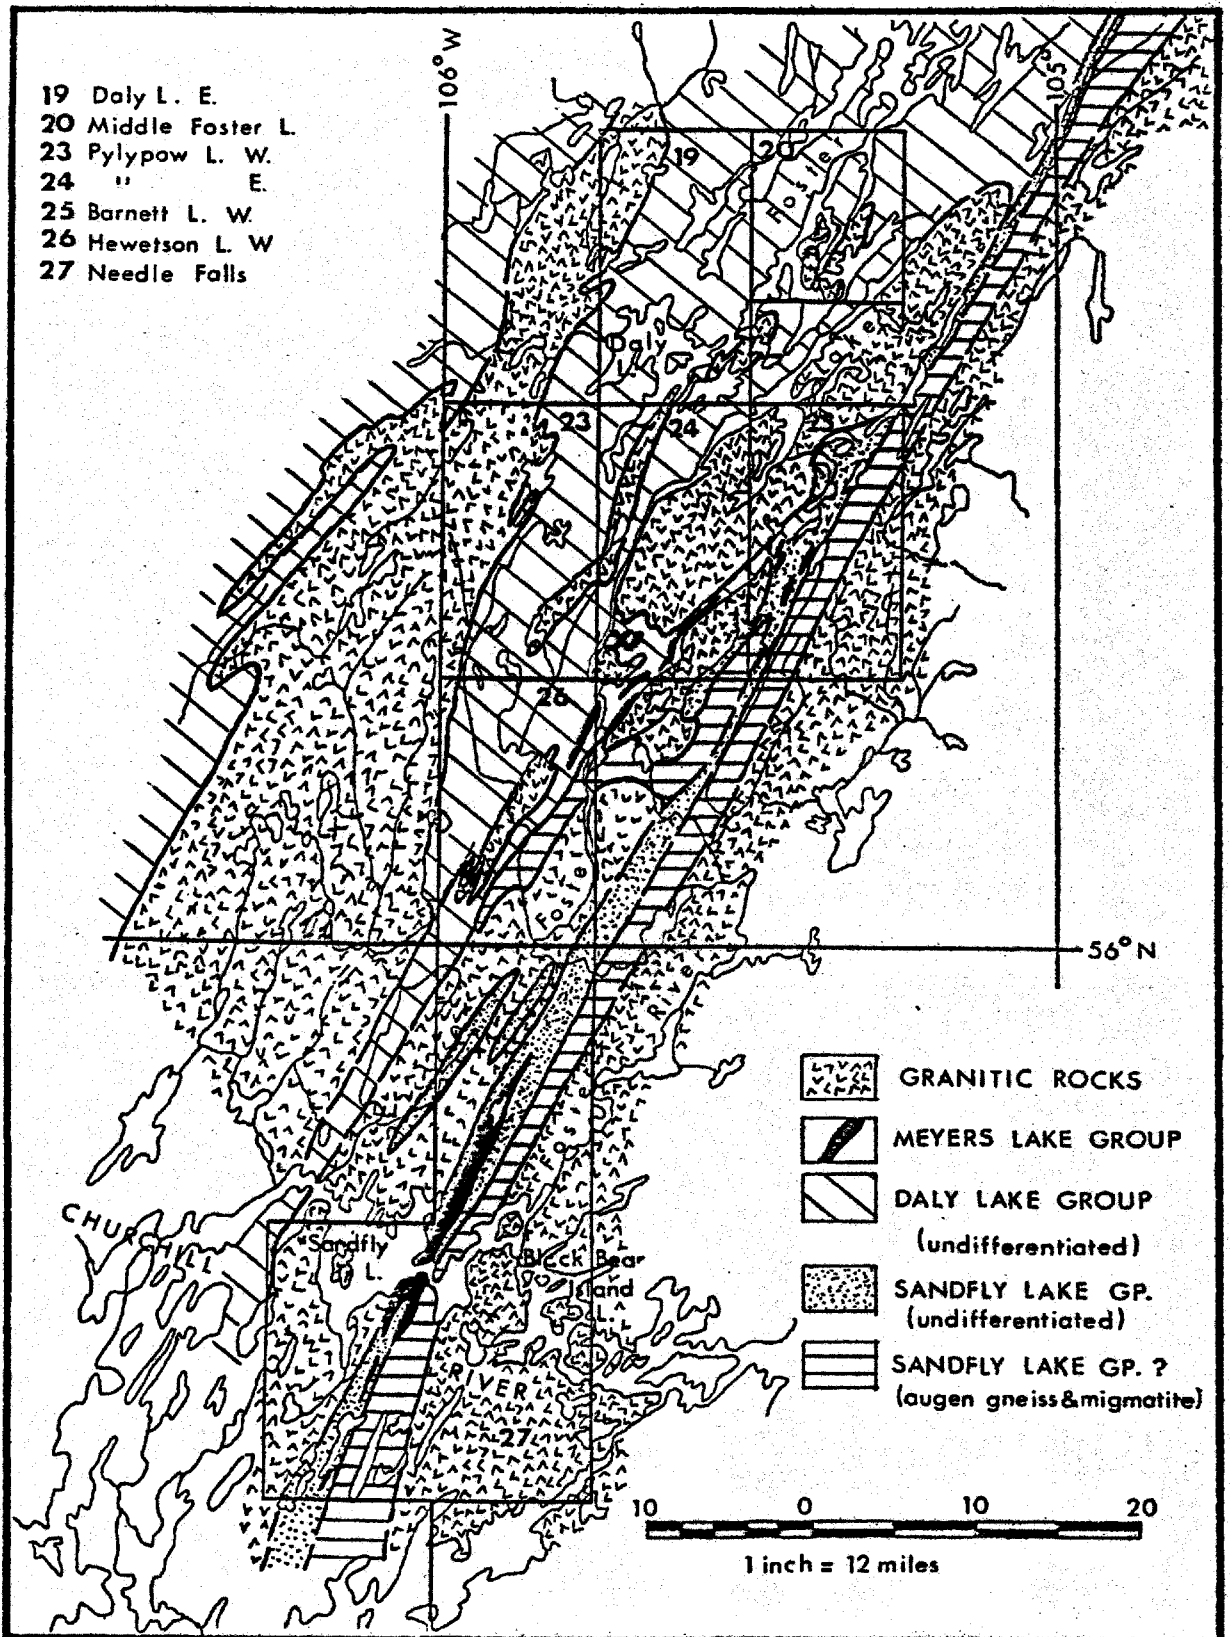 19 Daly L. E.
20 Middle Foster L.
23 Pylypow L. W.
24 " E.
25 Barnett L. W.
26 Hewetson L. W
27 Needle Falls
106°W
105°
19
20
Foster
Daly
L.
Lake
23
24
25
26
Foster
56°N
River
Foster
CHURCHILL
Sandfly
L.
Black Bear
Island
L.
RIVER
27
GRANITIC ROCKS
MEYERS LAKE GROUP
DALY LAKE GROUP
(undifferentiated)
SANDFLY LAKE GP.
(undifferentiated)
SANDFLY LAKE GP. ?
(augen gneiss & migmatite)
10 0 10 20
1 inch = 12 miles